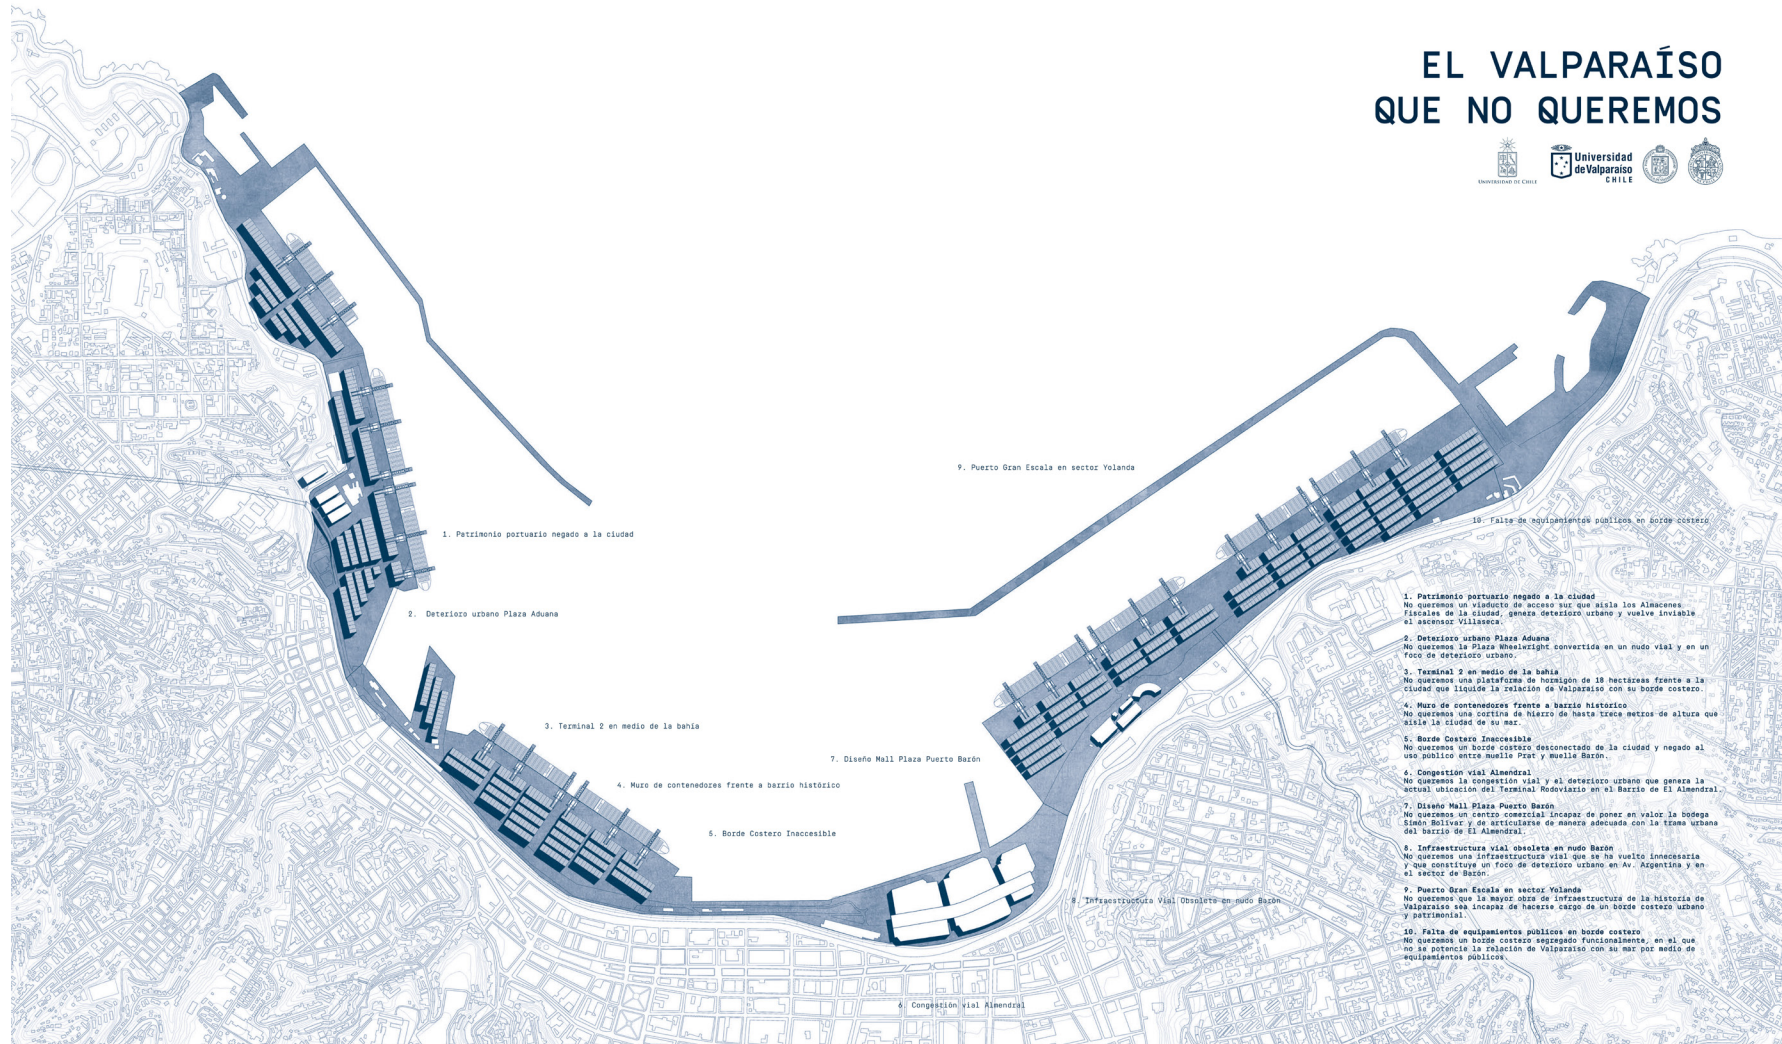 EL VALPARAÍSO
QUE NO QUEREMOS
UNIVERSIDAD DE CHILE
Universidad
de Valparaíso
CHILE
9. Puerto Gran Escala en sector Yolanda
10. Falta de equipamientos públicos en borde costero
1. Patrimonio portuario negado a la ciudad
2. Deterioro urbano Plaza Aduana
3. Terminal 2 en medio de la bahía
7. Diseño Mall Plaza Puerto Barón
4. Muro de contenedores frente a barrio histórico
5. Borde Costero Inaccesible
8. Infraestructura Vial Obsoleta en nudo Barón
6. Congestión vial Almendral
1. Patrimonio portuario negado a la ciudad
No queremos un viaducto de acceso sur que aisla los Almacenes
Fiscales de la ciudad, genera deterioro urbano y vuelve inviable
el ascensor Villaseca.
2. Deterioro urbano Plaza Aduana
No queremos la Plaza Wheelwright convertida en un nudo vial y en un
foco de deterioro urbano.
3. Terminal 2 en medio de la bahía
No queremos una plataforma de hormigón de 18 hectáreas frente a la
ciudad que liquide la relación de Valparaíso con su borde costero.
4. Muro de contenedores frente a barrio histórico
No queremos una cortina de hierro de hasta trece metros de altura que
aisle la ciudad de su mar.
5. Borde Costero Inaccesible
No queremos un borde costero desconectado de la ciudad y negado al
uso público entre muelle Prat y muelle Barón.
6. Congestión vial Almendral
No queremos la congestión vial y el deterioro urbano que genera la
actual ubicación del Terminal Rodoviario en el Barrio de El Almendral.
7. Diseño Mall Plaza Puerto Barón
No queremos un centro comercial incapaz de poner en valor la bodega
Simón Bolívar y de articularse de manera adecuada con la trama urbana
del barrio de El Almendral.
8. Infraestructura vial obsoleta en nudo Barón
No queremos una infraestructura vial que se ha vuelto innecesaria
y que constituye un foco de deterioro urbano en Av. Argentina y en
el sector de Barón.
9. Puerto Gran Escala en sector Yolanda
No queremos que la mayor obra de infraestructura de la historia de
Valparaíso sea incapaz de hacerse cargo de un borde costero urbano
y patrimonial.
10. Falta de equipamientos públicos en borde costero
No queremos un borde costero segregado funcionalmente, en el que
no se potencie la relación de Valparaíso con su mar por medio de
equipamientos públicos.